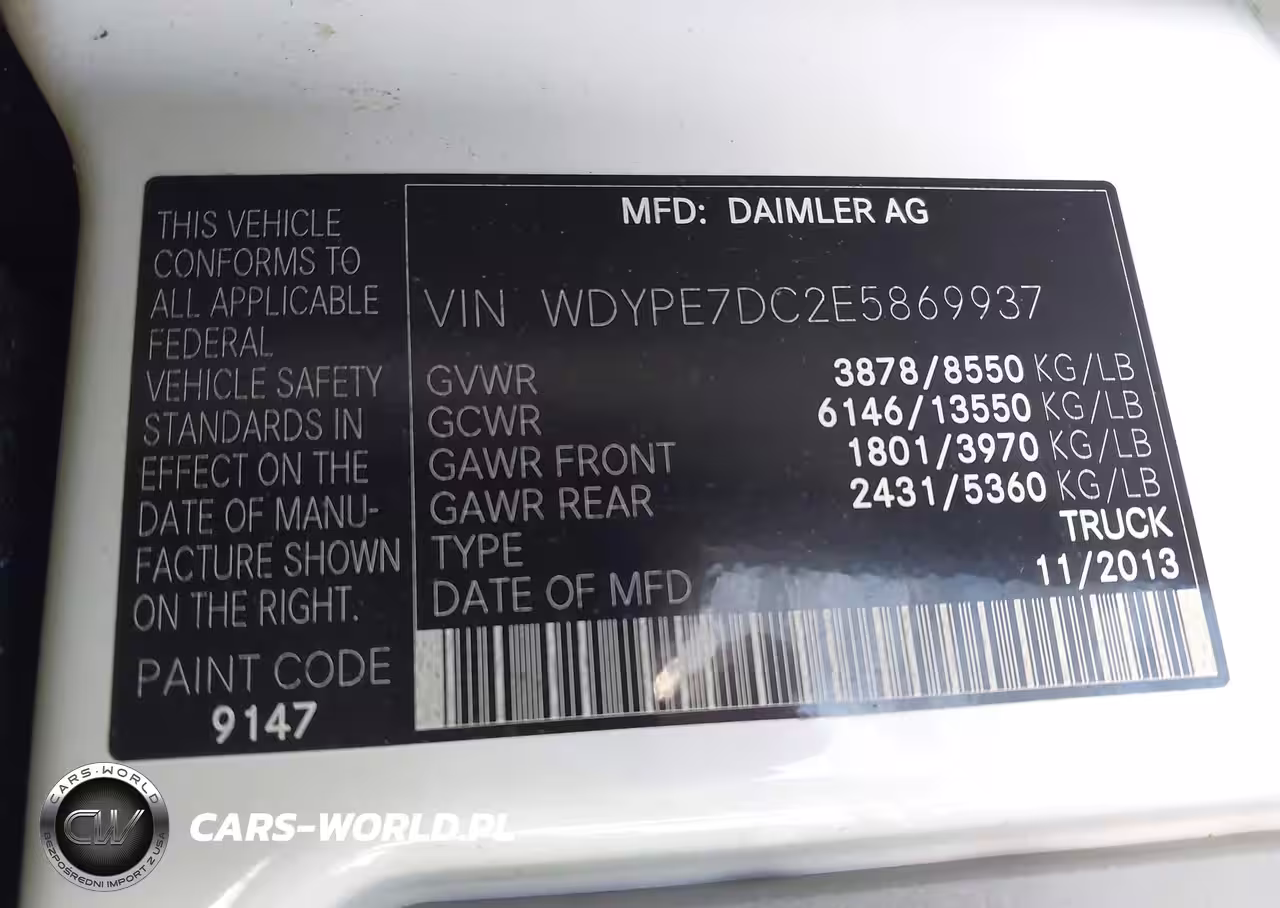 THIS VEHICLE
CONFORMS TO
ALL APPLICABLE
FEDERAL
VEHICLE SAFETY
STANDARDS IN
EFFECT ON THE
DATE OF MANU-
FACTURE SHOWN
ON THE RIGHT.
PAINT CODE
9147
MFD: DAIMLER AG
VIN WDYPE7DC2E5869937
GVWR 3878/8550 KG/LB
GCWR 6146/13550 KG/LB
GAWR FRONT 1801/3970 KG/LB
GAWR REAR 2431/5360 KG/LB
TYPE TRUCK
DATE OF MFD 11/2013
CARS-WORLD
CW
BEZPOŚREDNI IMPORT Z USA
CARS-WORLD.PL